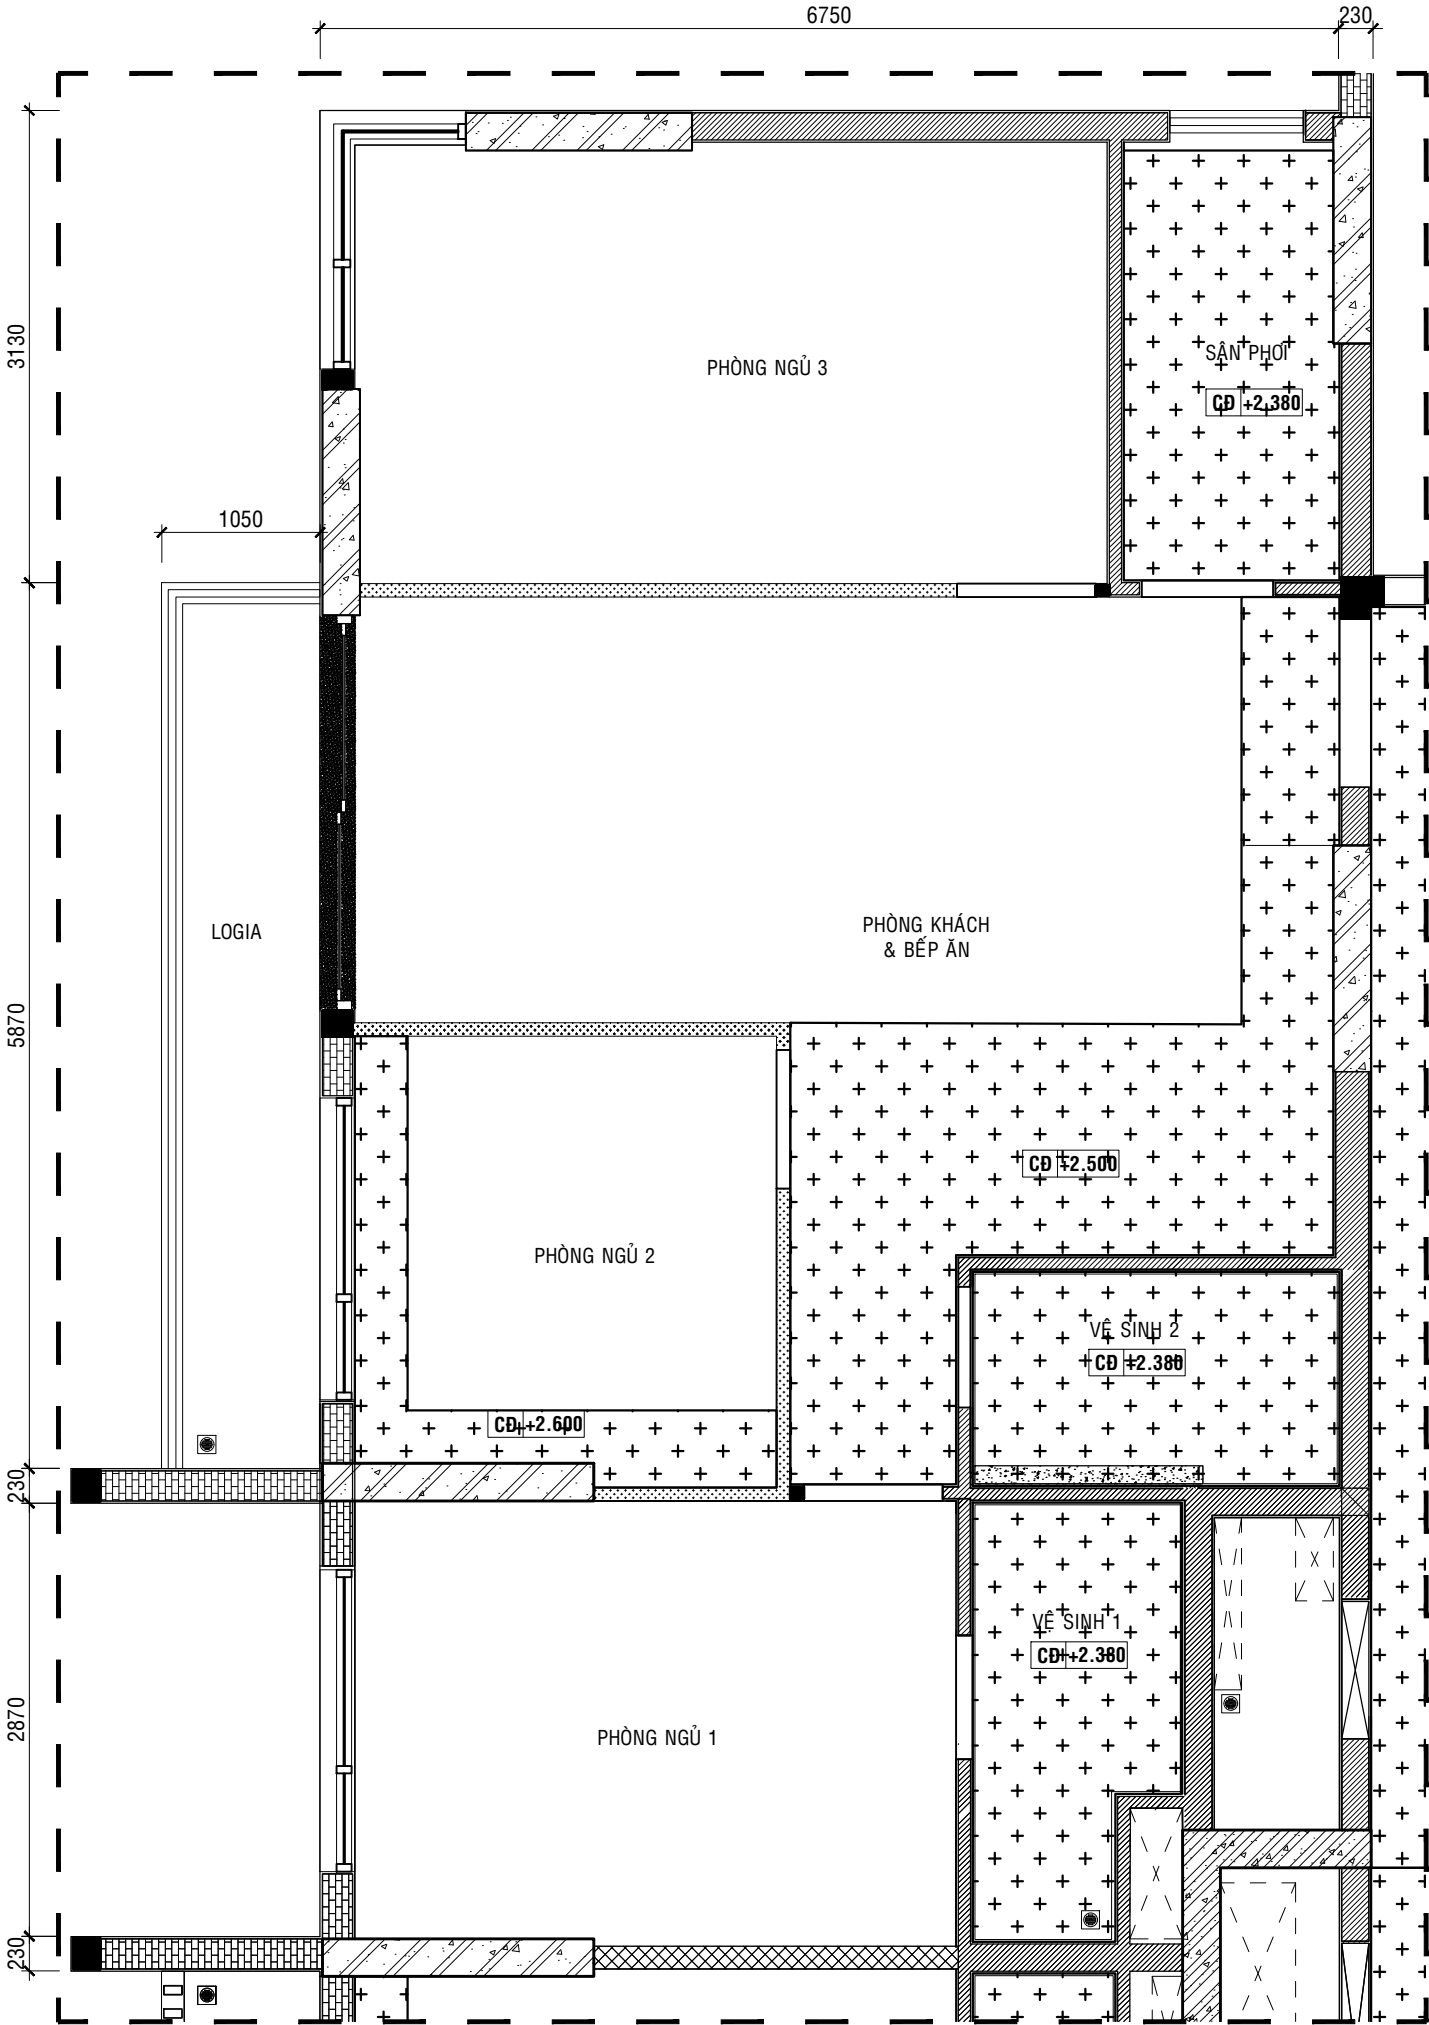 6750
230
3130
PHÒNG NGỦ 3
SÂN PHƠI
CĐ +2.380
1050
LOGIA
PHÒNG KHÁCH
& BẾP ĂN
5870
CĐ +2.500
PHÒNG NGỦ 2
VỆ SINH 2
CĐ +2.380
CĐ +2.600
230
VỆ SINH 1
CĐ +2.380
2870
PHÒNG NGỦ 1
230